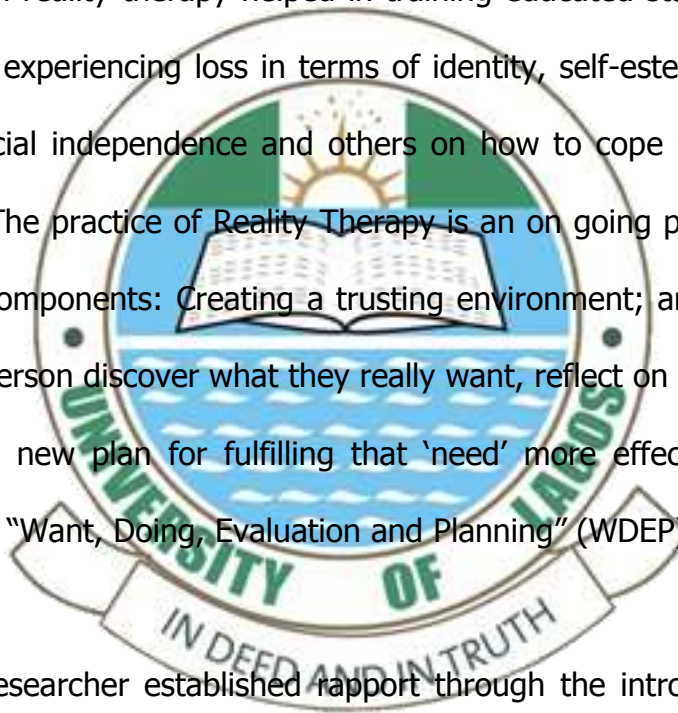 reality therapy helped in training educated
experiencing loss in terms of identity, self-este
cial independence and others on how to cope
The practice of Reality Therapy is an on going p
omponents: Creating a trusting environment; a
erson discover what they really want, reflect on
new plan for fulfilling that ‘need’ more effec
“Want, Doing, Evaluation and Planning” (WDEP)
UNIVERSITY OF LAGOS
IN DEED AND IN TRUTH
esearcher established rapport through the intro